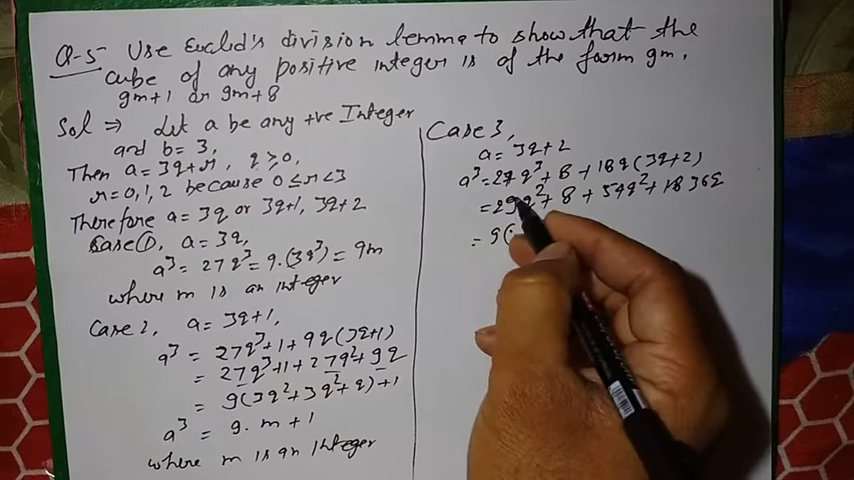 Q-5 Use Euclid's division lemma to show that the
cube of any positive integer is of the form 9m,
9m+1 or 9m+8
Sol ⇒ Let a be any +ve Integer
and b = 3,
Then a = 3q+r, q ≥ 0,
r = 0,1,2 because 0 ≤ r < 3
Therefore a = 3q or 3q+1, 3q+2
Case①, a = 3q,
a³ = 27q³ = 9.(3q³) = 9m
where m is an integer
Case 2, a = 3q+1,
a³ = 27q³+1+9q(3q+1)
= 27q³+1+27q²+9q
= 9(3q²+3q²+q)+1
a³ = 9.m+1
where m is an Integer
Case 3,
a = 3q+2
a³ = 27q³+8+18q(3q+2)
= 29q²+8+54q²+1836q
= 9(